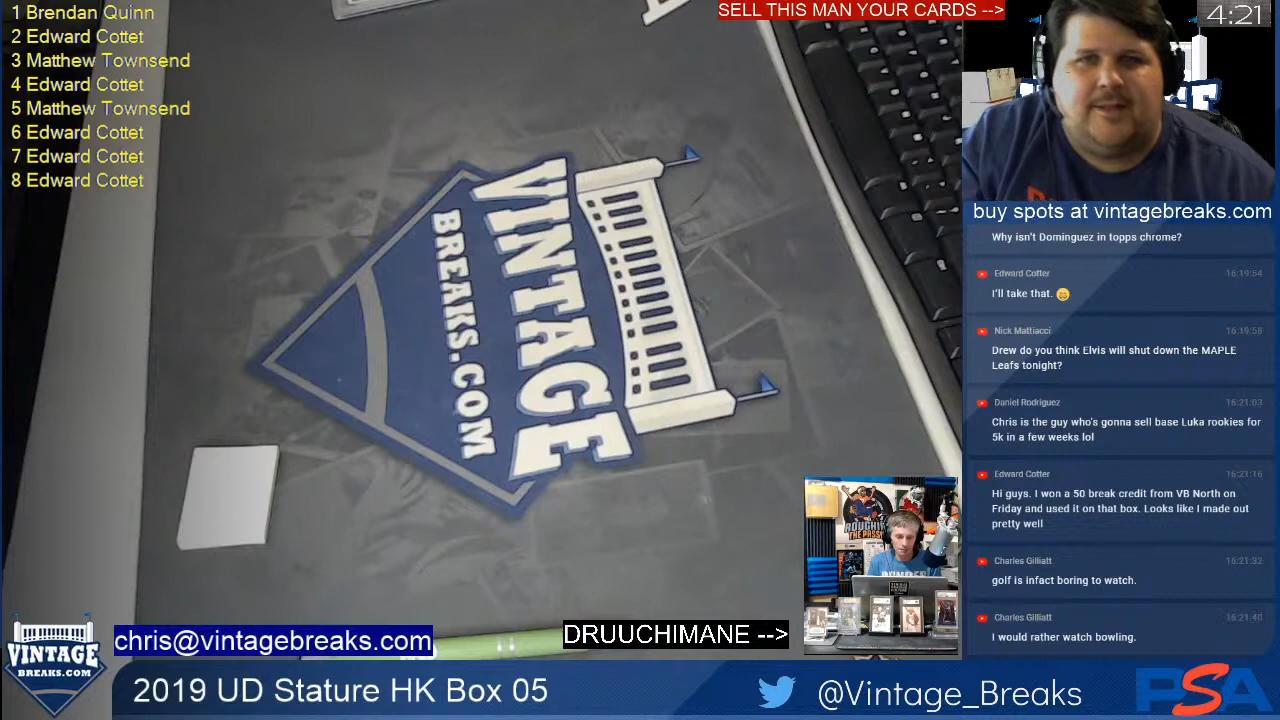 1 Brendan Quinn
2 Edward Cottet
3 Matthew Townsend
4 Edward Cottet
5 Matthew Townsend
6 Edward Cottet
7 Edward Cottet
8 Edward Cottet
SELL THIS MAN YOUR CARDS -->
4:21
VINTAGE
BREAKS.COM
buy spots at vintagebreaks.com
Why isn't Dominguez in topps chrome?
Edward Cotter 16:19:54
I'll take that. 😄
Nick Mattiacci 16:19:58
Drew do you think Elvis will shut down the MAPLE
Leafs tonight?
Daniel Rodriguez 16:21:03
Chris is the guy who's gonna sell base Luka rookies for
5k in a few weeks lol
Edward Cotter 16:21:16
Hi guys. I won a 50 break credit from VB North on
Friday and used it on that box. Looks like I made out
pretty well
Charles Gilliatt 16:21:32
golf is infact boring to watch.
Charles Gilliatt 16:21:40
I would rather watch bowling.
ROUGHING
THE PASSER
DRUUCHIMANE -->
chris@vintagebreaks.com
VINTAGE
BREAKS.COM
2019 UD Stature HK Box 05
@Vintage_Breaks
PSA